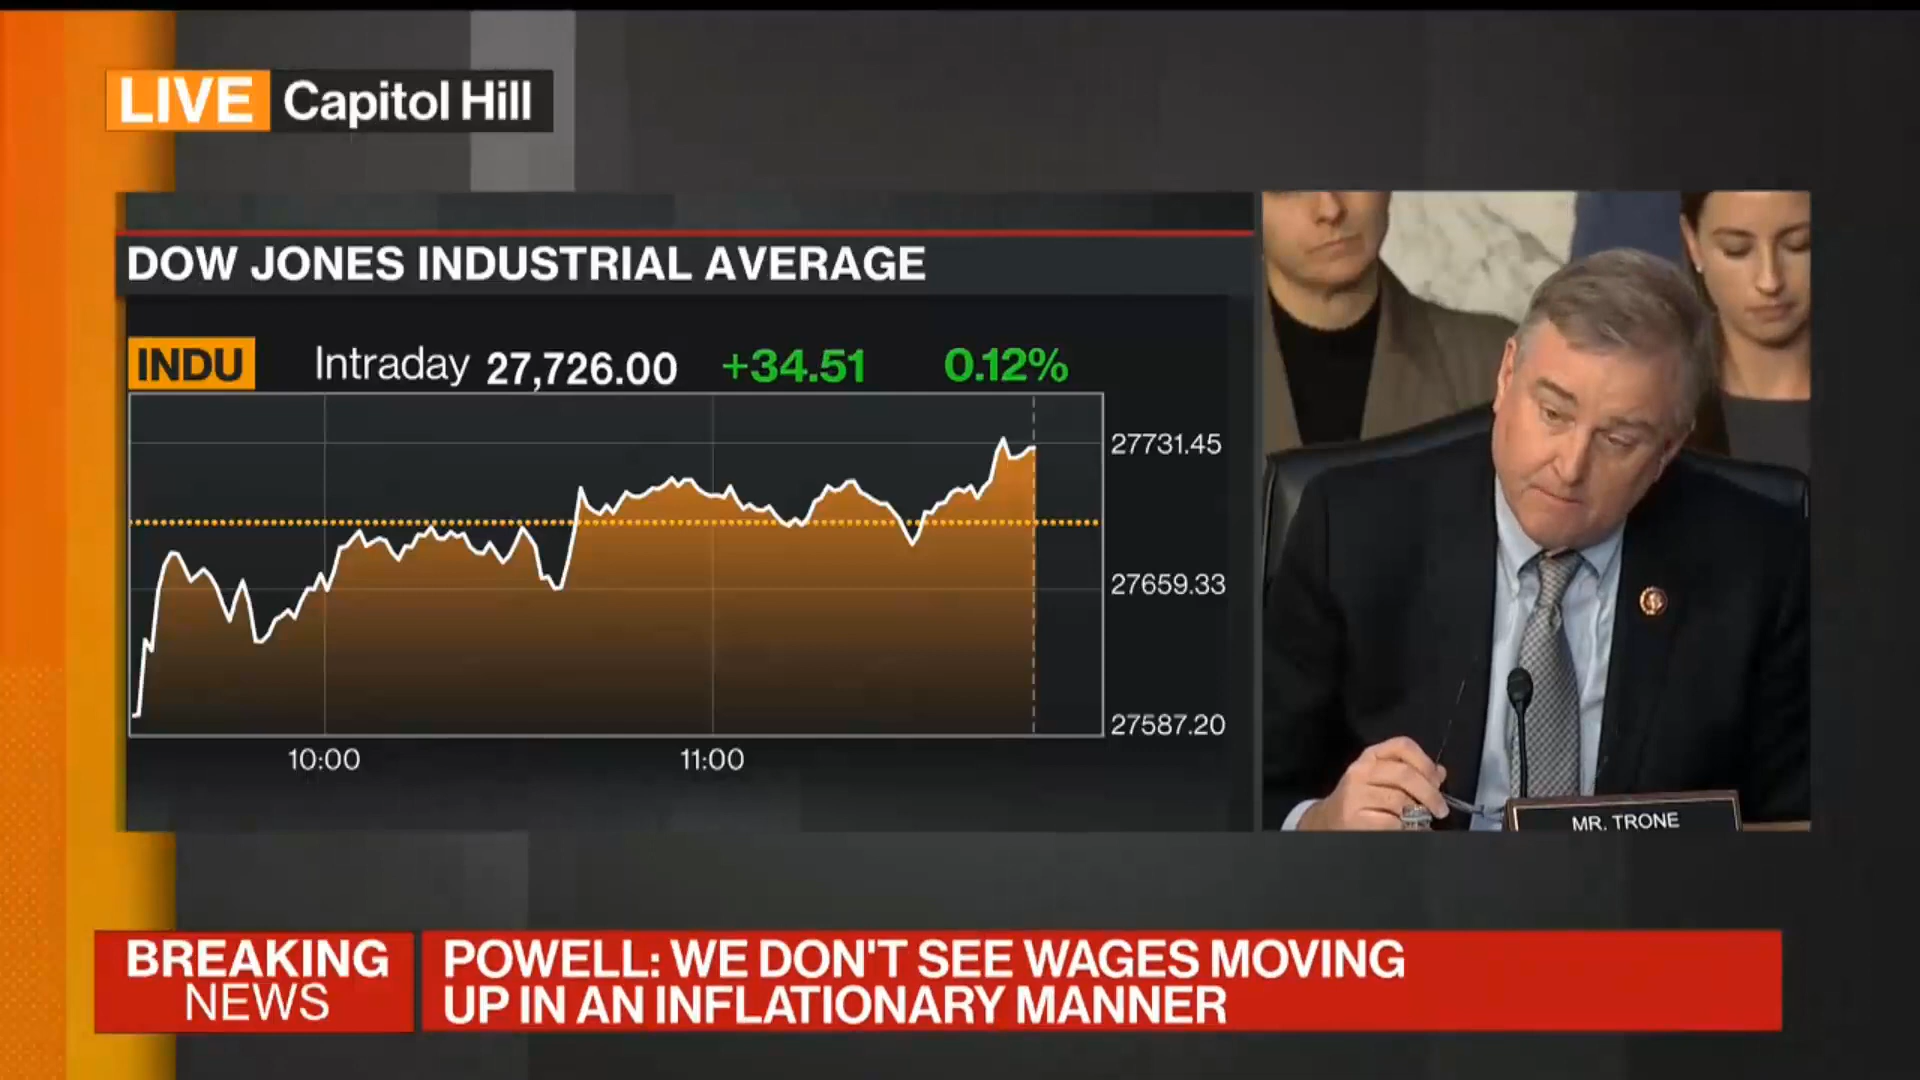 LIVE Capitol Hill
DOW JONES INDUSTRIAL AVERAGE
INDU Intraday 27,726.00 +34.51 0.12%
27731.45
27659.33
27587.20
10:00 11:00
MR. TRONE
BREAKING
NEWS
POWELL: WE DON'T SEE WAGES MOVING
UP IN AN INFLATIONARY MANNER